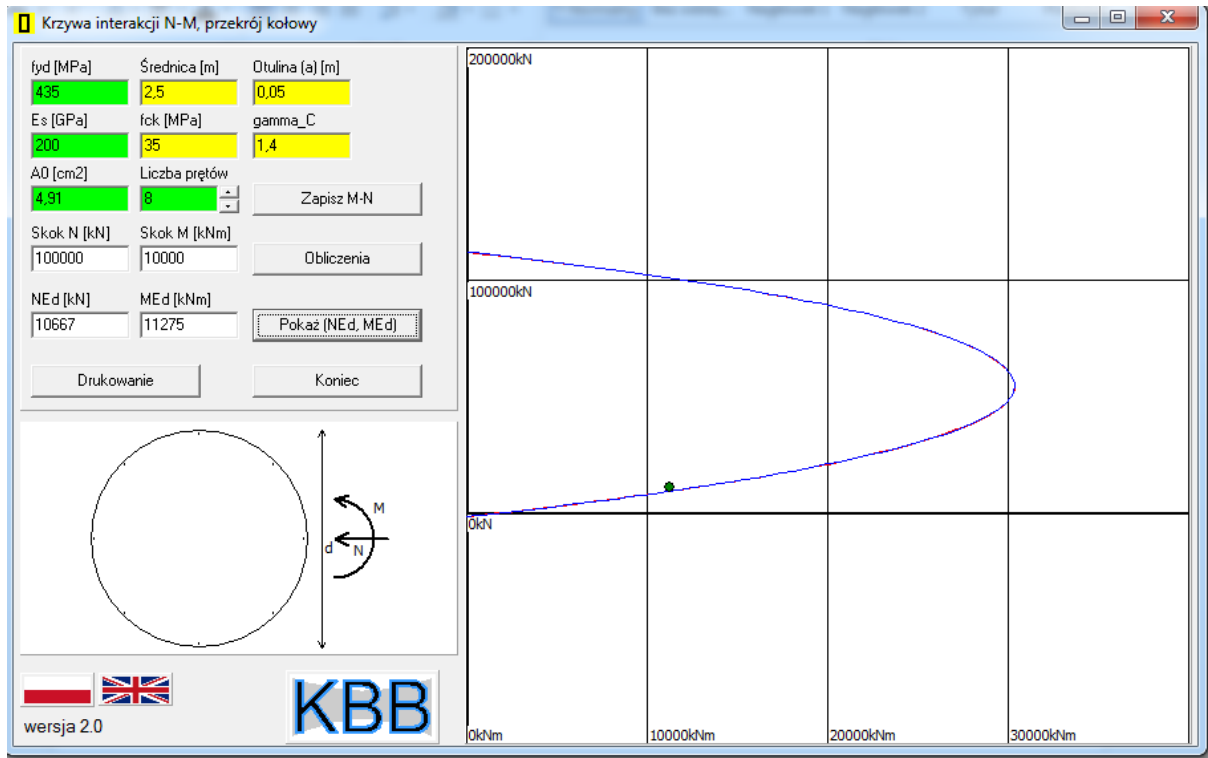 Krzywa interakcji N-M, przekrój kołowy
fyd [MPa] Średnica [m] Otulina (a) [m]
435 2,5 0,05
Es [GPa] fck [MPa] gamma_C
200 35 1,4
A0 [cm2] Liczba prętów
4,91 8 Zapisz M-N
Skok N [kN] Skok M [kNm]
100000 10000 Obliczenia
NEd [kN] MEd [kNm]
10667 11275 Pokaż (NEd, MEd)
Drukowanie Koniec
M
d N
KBB
wersja 2.0
200000kN
100000kN
0kN
0kNm 10000kNm 20000kNm 30000kNm